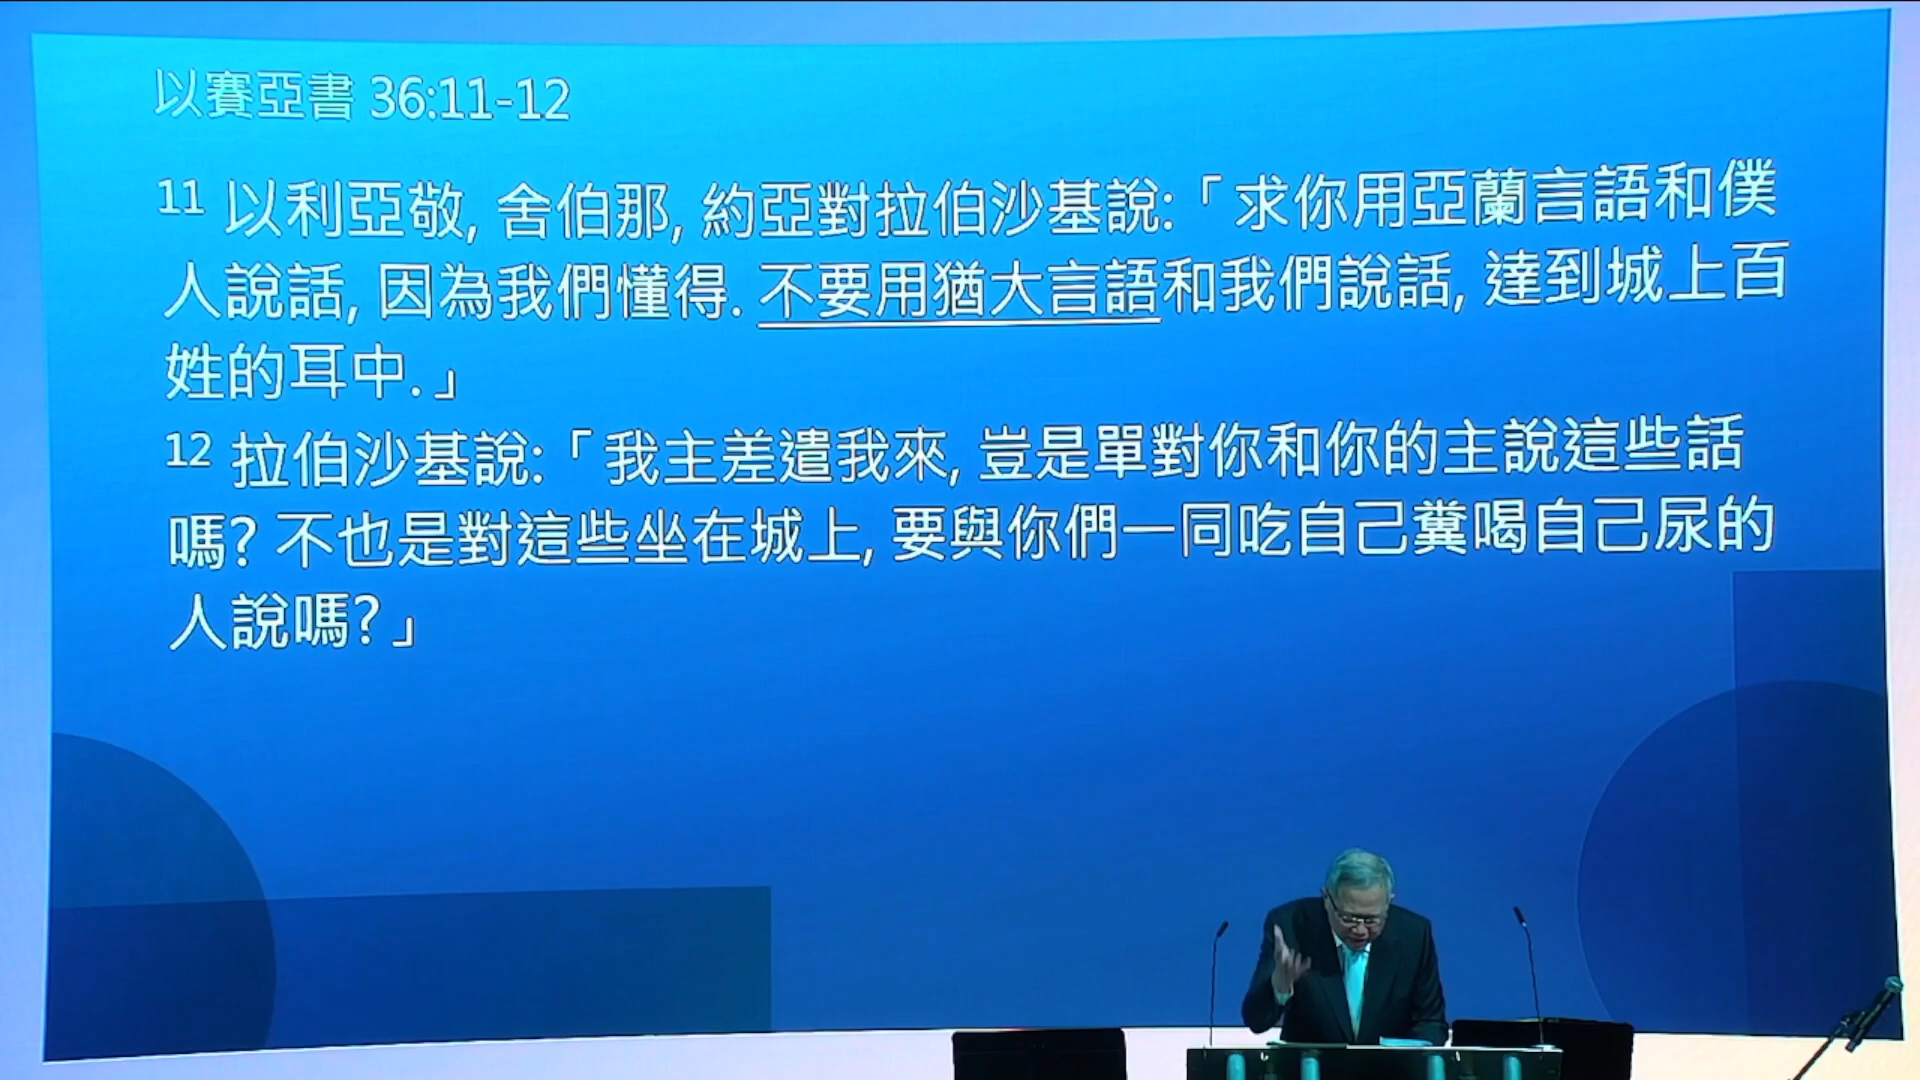 以賽亞書 36:11-12
11 以利亞敬, 舍伯那, 約亞對拉伯沙基說:「求你用亞蘭言語和僕
人說話, 因為我們懂得. 不要用猶大言語和我們說話, 達到城上百
姓的耳中.」
12 拉伯沙基說:「我主差遣我來, 豈是單對你和你的主說這些話
嗎? 不也是對這些坐在城上, 要與你們一同吃自己糞喝自己尿的
人說嗎?」